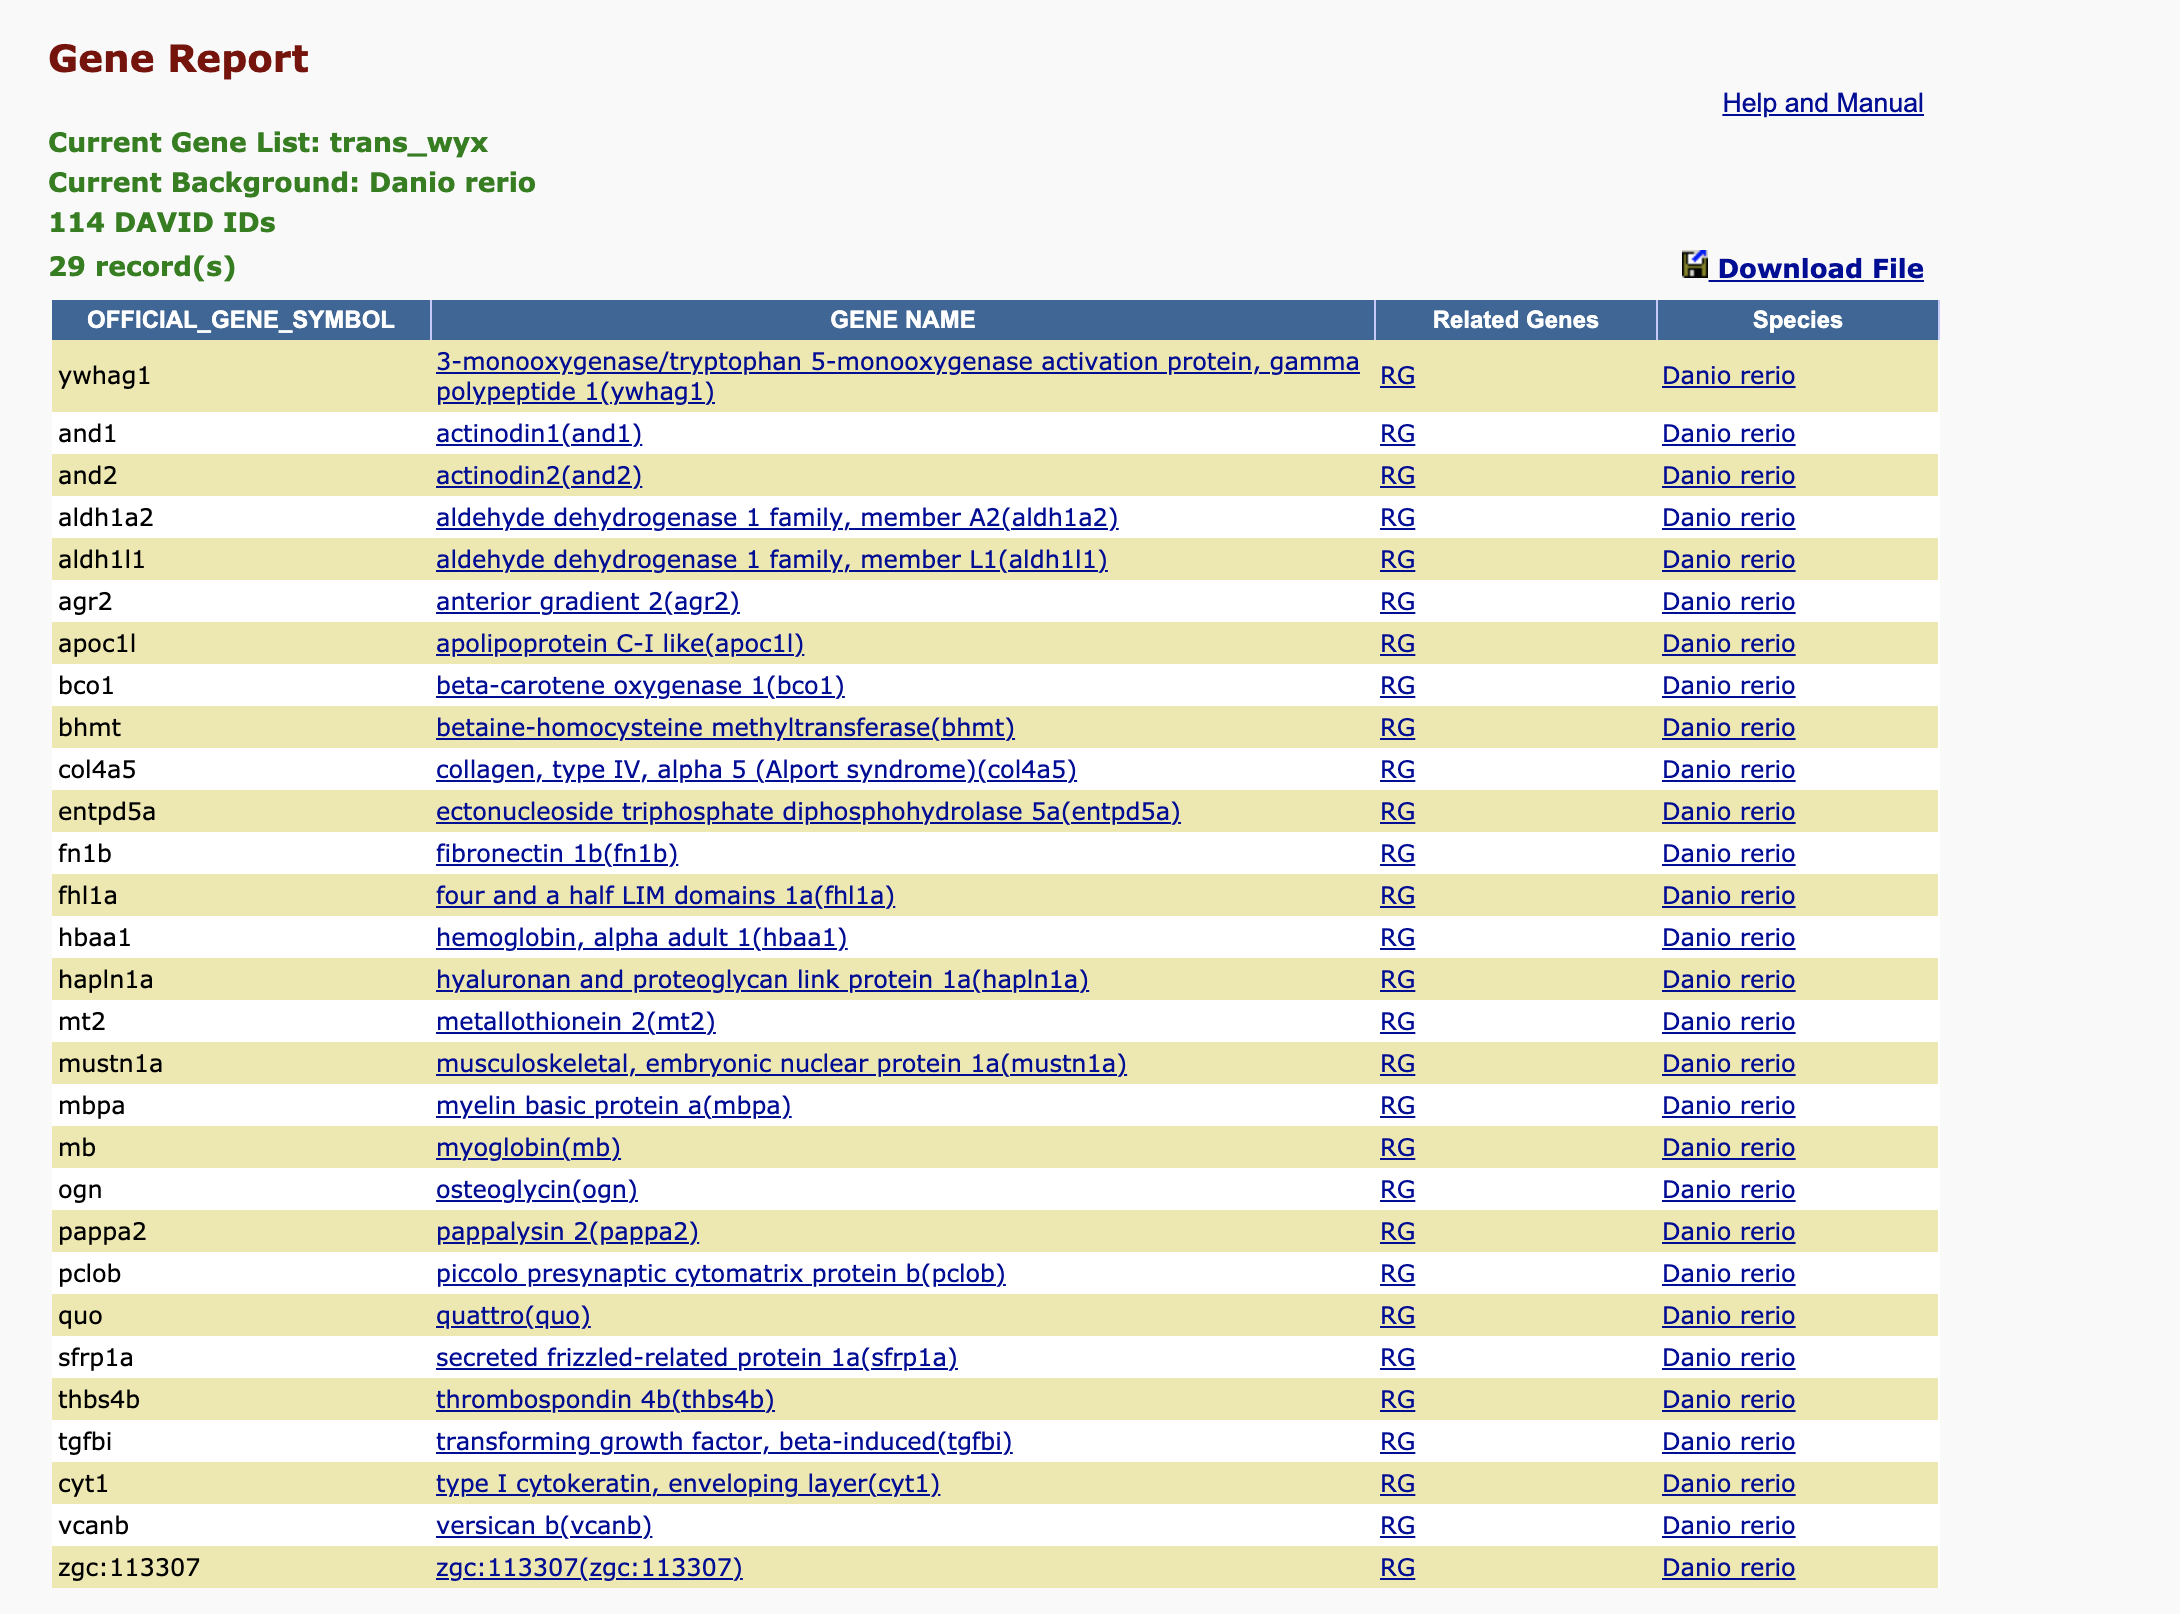 Gene Report
Help and Manual
Current Gene List: trans_wyx
Current Background: Danio rerio
114 DAVID IDs
29 record(s)
Download File
OFFICIAL_GENE_SYMBOL GENE NAME Related Genes Species
ywhag1 3-monooxygenase/tryptophan 5-monooxygenase activation protein, gamma polypeptide 1(ywhag1) RG Danio rerio
and1 actinodin1(and1) RG Danio rerio
and2 actinodin2(and2) RG Danio rerio
aldh1a2 aldehyde dehydrogenase 1 family, member A2(aldh1a2) RG Danio rerio
aldh1l1 aldehyde dehydrogenase 1 family, member L1(aldh1l1) RG Danio rerio
agr2 anterior gradient 2(agr2) RG Danio rerio
apoc1l apolipoprotein C-I like(apoc1l) RG Danio rerio
bco1 beta-carotene oxygenase 1(bco1) RG Danio rerio
bhmt betaine-homocysteine methyltransferase(bhmt) RG Danio rerio
col4a5 collagen, type IV, alpha 5 (Alport syndrome)(col4a5) RG Danio rerio
entpd5a ectonucleoside triphosphate diphosphohydrolase 5a(entpd5a) RG Danio rerio
fn1b fibronectin 1b(fn1b) RG Danio rerio
fhl1a four and a half LIM domains 1a(fhl1a) RG Danio rerio
hbaa1 hemoglobin, alpha adult 1(hbaa1) RG Danio rerio
hapln1a hyaluronan and proteoglycan link protein 1a(hapln1a) RG Danio rerio
mt2 metallothionein 2(mt2) RG Danio rerio
mustn1a musculoskeletal, embryonic nuclear protein 1a(mustn1a) RG Danio rerio
mbpa myelin basic protein a(mbpa) RG Danio rerio
mb myoglobin(mb) RG Danio rerio
ogn osteoglycin(ogn) RG Danio rerio
pappa2 pappalysin 2(pappa2) RG Danio rerio
pclob piccolo presynaptic cytomatrix protein b(pclob) RG Danio rerio
quo quattro(quo) RG Danio rerio
sfrp1a secreted frizzled-related protein 1a(sfrp1a) RG Danio rerio
thbs4b thrombospondin 4b(thbs4b) RG Danio rerio
tgfbi transforming growth factor, beta-induced(tgfbi) RG Danio rerio
cyt1 type I cytokeratin, enveloping layer(cyt1) RG Danio rerio
vcanb versican b(vcanb) RG Danio rerio
zgc:113307 zgc:113307(zgc:113307) RG Danio rerio